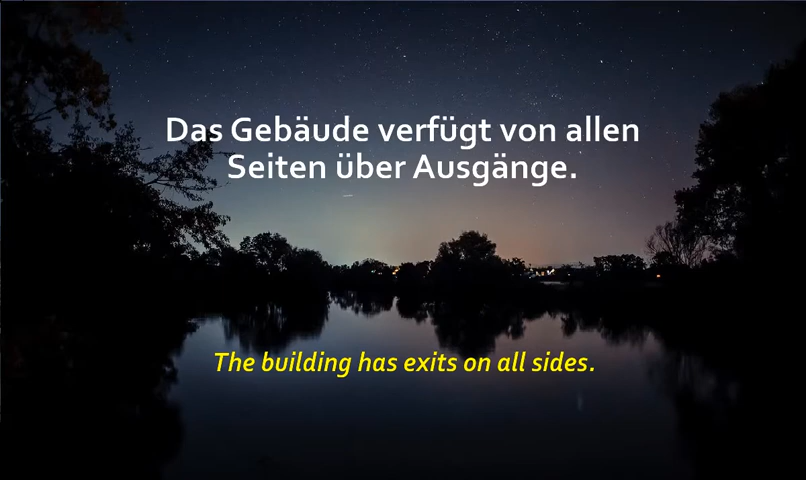 Das Gebäude verfügt von allen
Seiten über Ausgänge.
The building has exits on all sides.